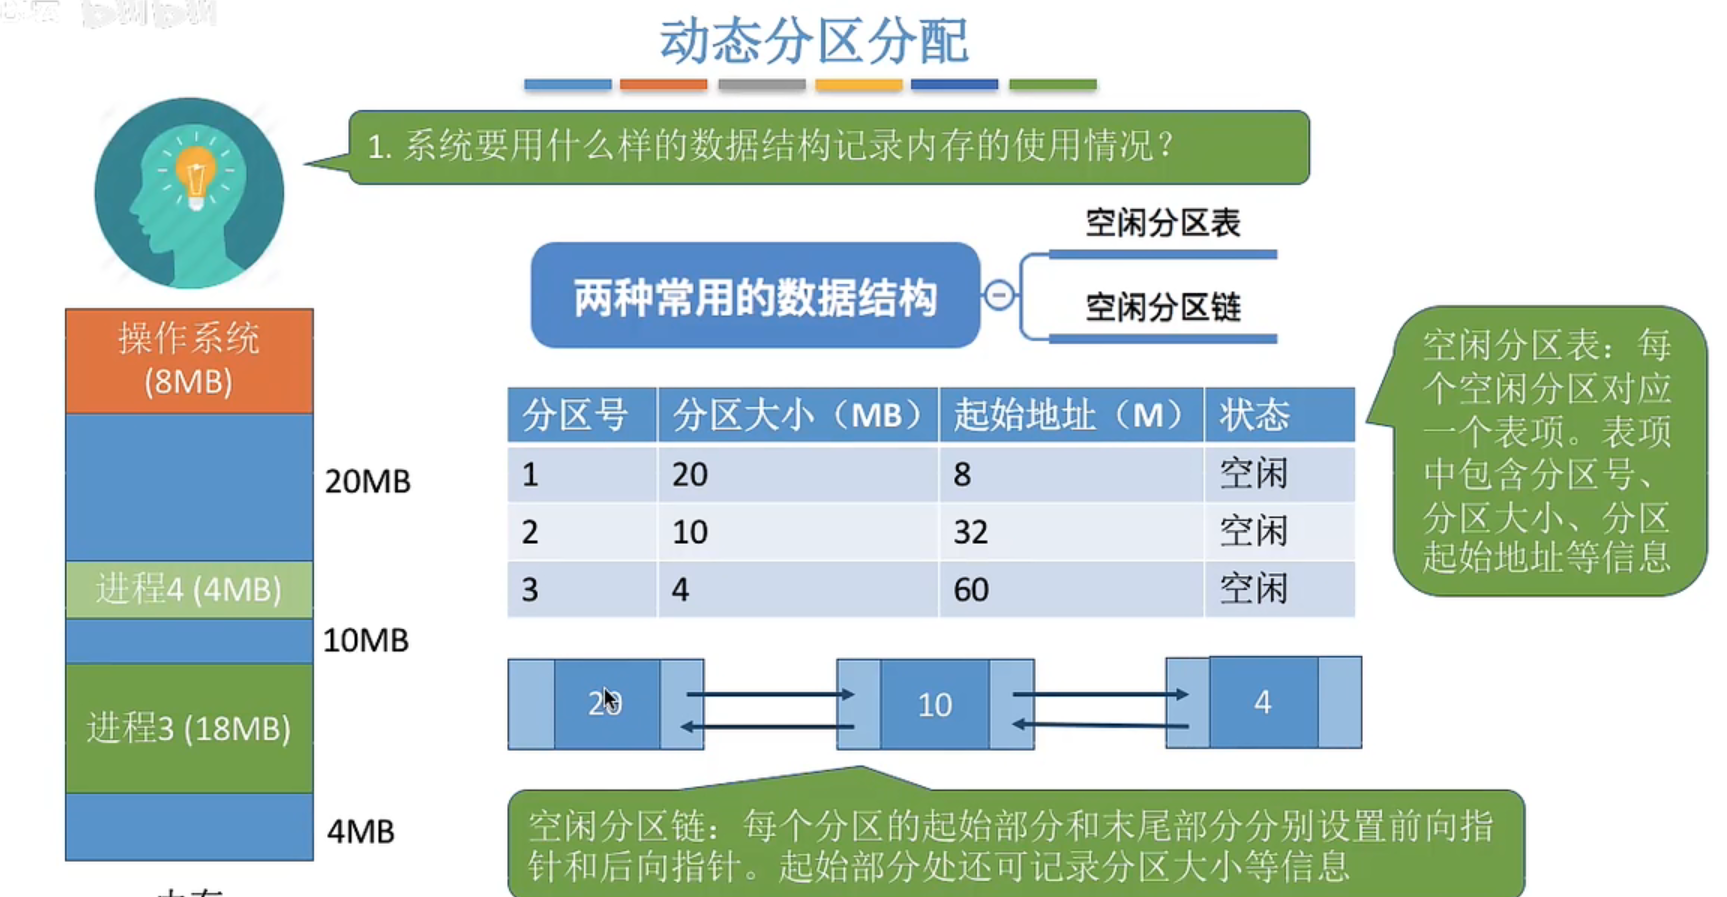 动态分区分配
1. 系统要用什么样的数据结构记录内存的使用情况？
两种常用的数据结构
空闲分区表
空闲分区链
操作系统
(8MB)
20MB
进程4 (4MB)
10MB
进程3 (18MB)
4MB
分区号 分区大小（MB） 起始地址（M） 状态
1 20 8 空闲
2 10 32 空闲
3 4 60 空闲
空闲分区表：每
个空闲分区对应
一个表项。表项
中包含分区号、
分区大小、分区
起始地址等信息
20 10 4
空闲分区链：每个分区的起始部分和末尾部分分别设置前向指
针和后向指针。起始部分处还可记录分区大小等信息